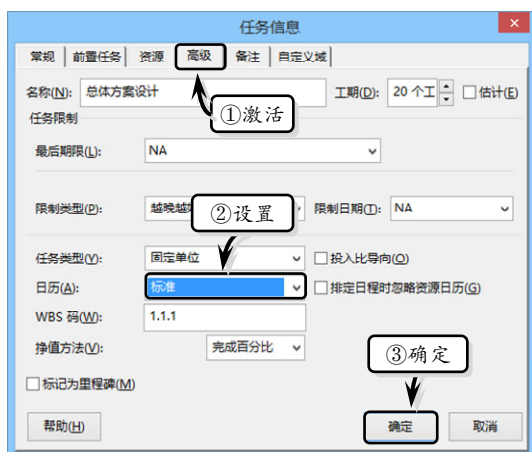 任务信息
常规 前置任务 资源 高级 备注 自定义域
名称(N): 总体方案设计 工期(D): 20 个工 估计(E)
①激活
任务限制
最后期限(L): NA
限制类型(P): 越晚越 限制日期(T): NA
②设置
任务类型(Y): 固定单位 投入比导向(O)
日历(A): 标准 排定日程时忽略资源日历(G)
WBS 码(W): 1.1.1
挣值方法(V): 完成百分比
③确定
标记为里程碑(M)
帮助(H) 确定 取消